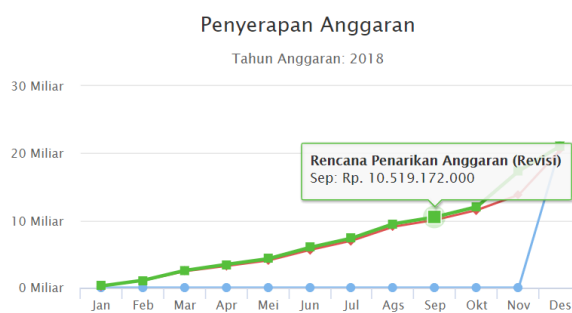 Penyerapan Anggaran
Tahun Anggaran: 2018
30 Miliar
20 Miliar
10 Miliar
0 Miliar
Rencana Penarikan Anggaran (Revisi)
Sep: Rp. 10.519.172.000
Jan Feb Mar Apr Mei Jun Jul Ags Sep Okt Nov Des